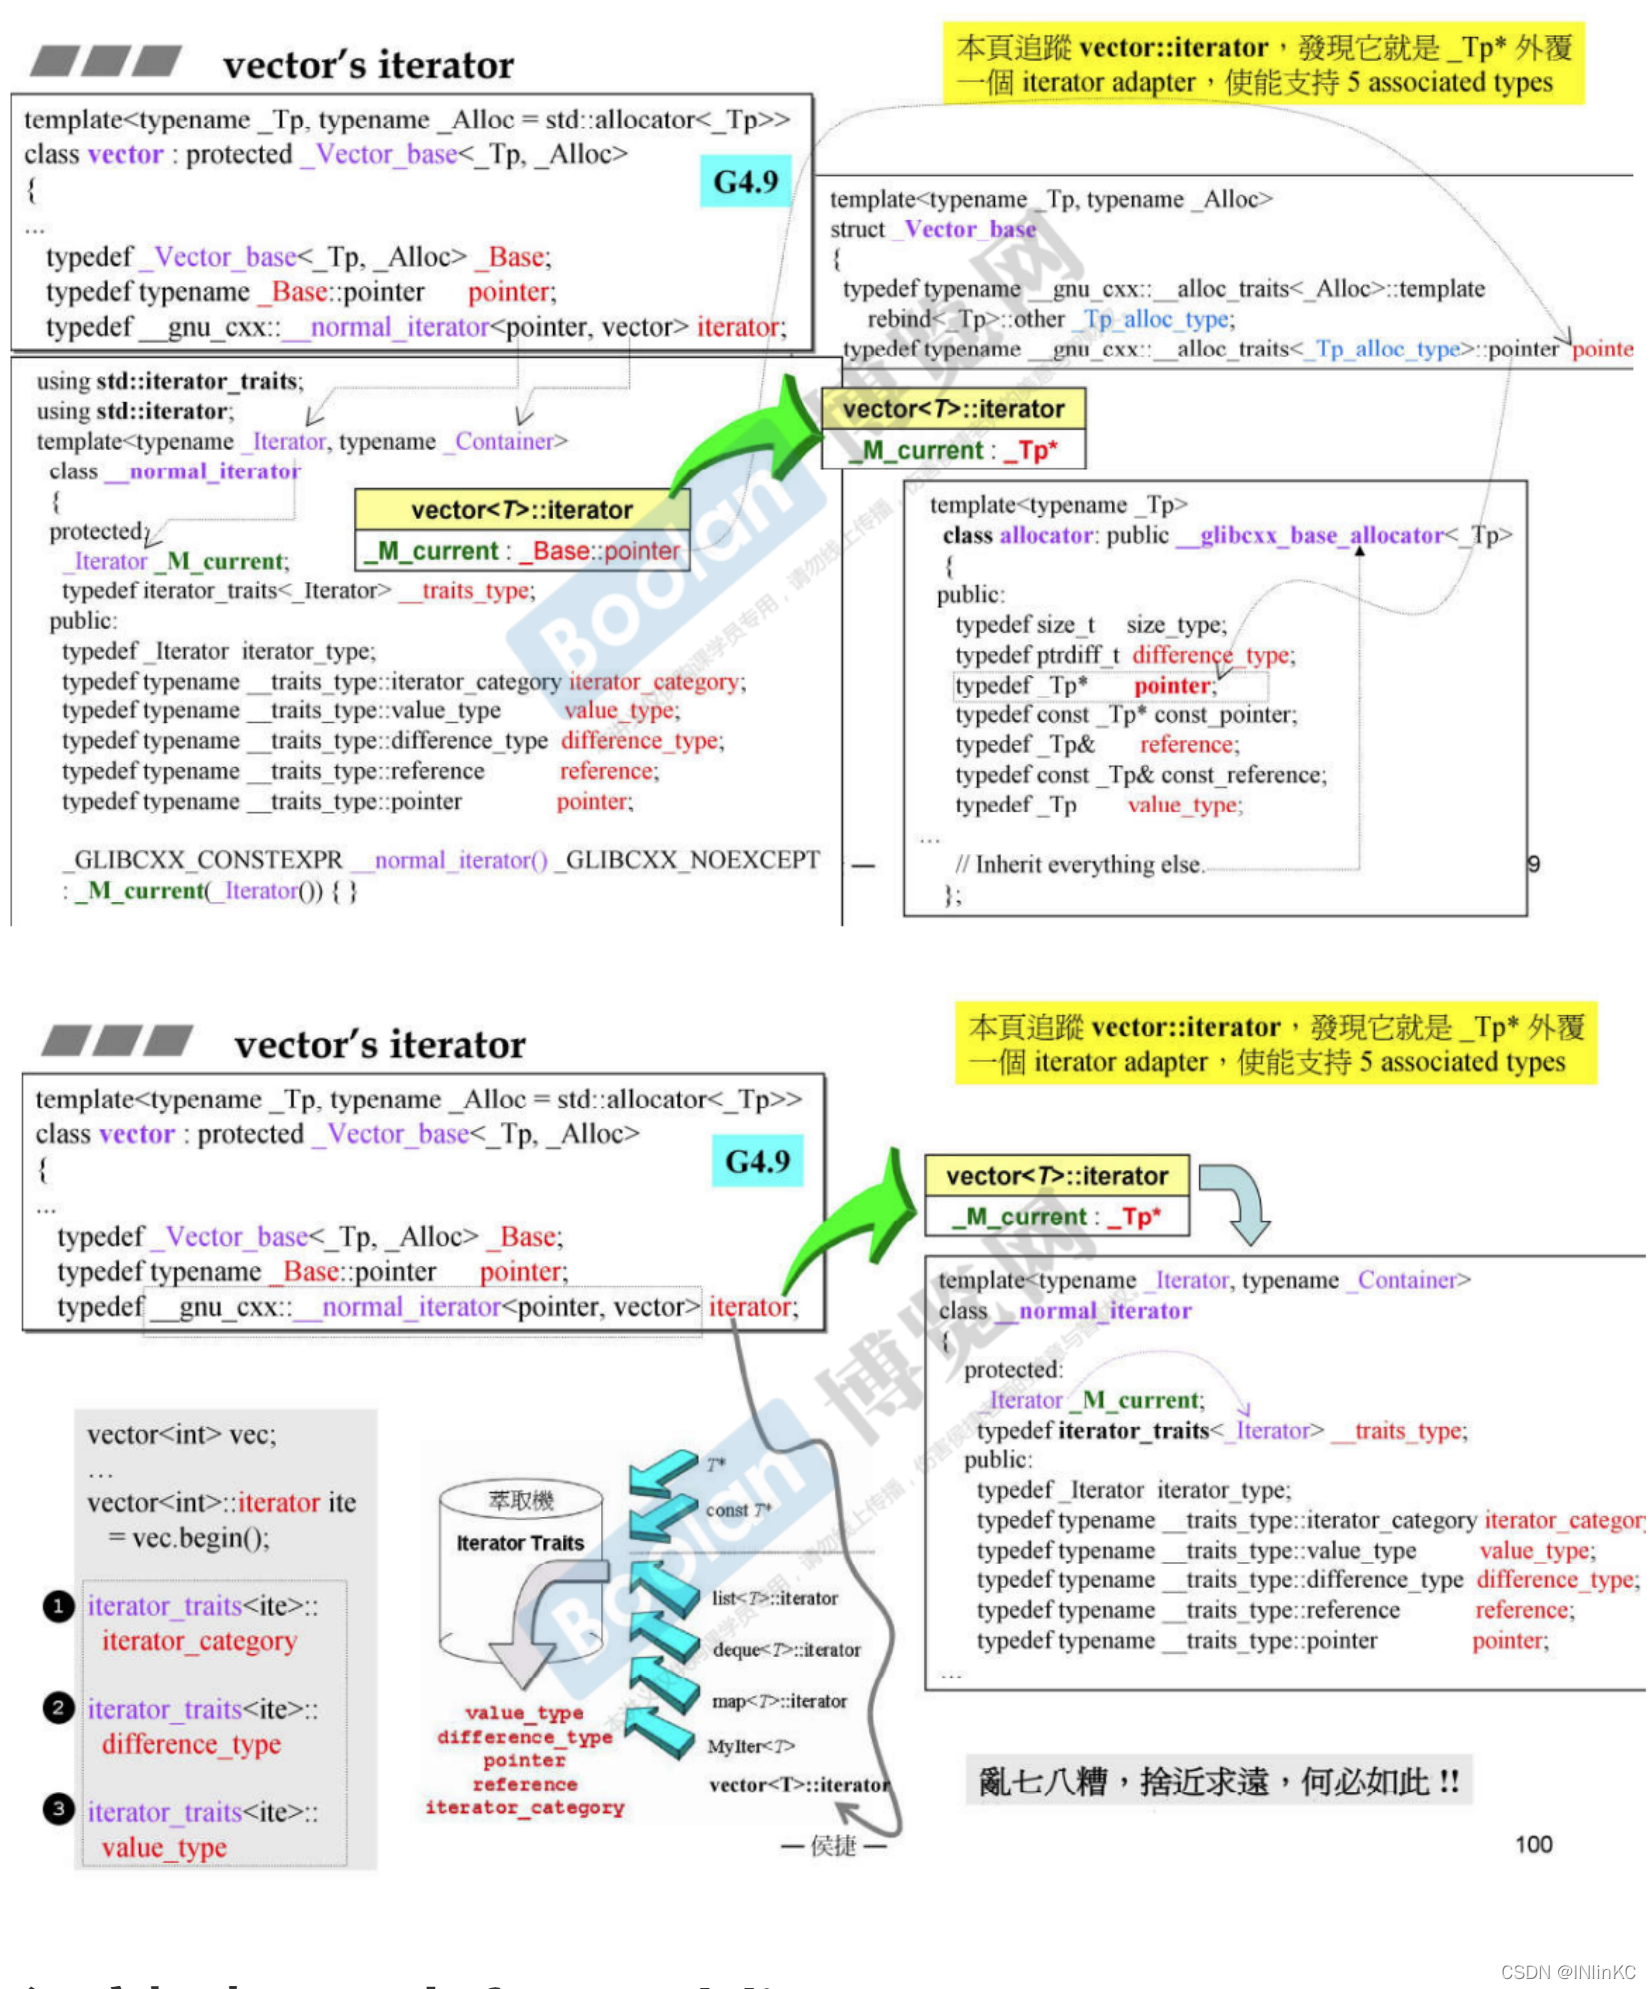 vector's iterator
本頁追蹤 vector::iterator，發現它就是 _Tp* 外覆
一個 iterator adapter，使能支持 5 associated types
template<typename _Tp, typename _Alloc = std::allocator<_Tp>>
class vector : protected _Vector_base<_Tp, _Alloc>
{
G4.9
...
typedef _Vector_base<_Tp, _Alloc> _Base;
typedef typename _Base::pointer pointer;
typedef __gnu_cxx::__normal_iterator<pointer, vector> iterator;
template<typename _Tp, typename _Alloc>
struct _Vector_base
{
typedef typename __gnu_cxx::__alloc_traits<_Alloc>::template
rebind<_Tp>::other _Tp_alloc_type;
typedef typename __gnu_cxx::__alloc_traits<_Tp_alloc_type>::pointer pointe
using std::iterator_traits;
using std::iterator;
template<typename _Iterator, typename _Container>
class __normal_iterator
{
protected:
_Iterator _M_current;
typedef iterator_traits<_Iterator> __traits_type;
public:
typedef _Iterator iterator_type;
typedef typename __traits_type::iterator_category iterator_category;
typedef typename __traits_type::value_type value_type;
typedef typename __traits_type::difference_type difference_type;
typedef typename __traits_type::reference reference;
typedef typename __traits_type::pointer pointer;
_GLIBCXX_CONSTEXPR __normal_iterator() _GLIBCXX_NOEXCEPT
: _M_current(_Iterator()) { }
vector<T>::iterator
_M_current : _Base::pointer
vector<T>::iterator
_M_current : _Tp*
template<typename _Tp>
class allocator: public __glibcxx_base_allocator<_Tp>
{
public:
typedef size_t size_type;
typedef ptrdiff_t difference_type;
typedef _Tp* pointer;
typedef const _Tp* const_pointer;
typedef _Tp& reference;
typedef const _Tp& const_reference;
typedef _Tp value_type;
...
// Inherit everything else.
};
—
9
Boolan
博览网
vector's iterator
本頁追蹤 vector::iterator，發現它就是 _Tp* 外覆
一個 iterator adapter，使能支持 5 associated types
template<typename _Tp, typename _Alloc = std::allocator<_Tp>>
class vector : protected _Vector_base<_Tp, _Alloc>
{
G4.9
...
typedef _Vector_base<_Tp, _Alloc> _Base;
typedef typename _Base::pointer pointer;
typedef __gnu_cxx::__normal_iterator<pointer, vector> iterator;
vector<T>::iterator
_M_current : _Tp*
template<typename _Iterator, typename _Container>
class __normal_iterator
{
protected:
_Iterator _M_current;
typedef iterator_traits<_Iterator> __traits_type;
public:
typedef _Iterator iterator_type;
typedef typename __traits_type::iterator_category iterator_categor
typedef typename __traits_type::value_type value_type;
typedef typename __traits_type::difference_type difference_type;
typedef typename __traits_type::reference reference;
typedef typename __traits_type::pointer pointer;
...
vector<int> vec;
...
vector<int>::iterator ite
= vec.begin();
1 iterator_traits<ite>::
iterator_category
2 iterator_traits<ite>::
difference_type
3 iterator_traits<ite>::
value_type
萃取機
Iterator Traits
T*
const T*
list<T>::iterator
deque<T>::iterator
map<T>::iterator
MyIter<T>
vector<T>::iterator
value_type
difference_type
pointer
reference
iterator_category
Boolan
博览网
亂七八糟，捨近求遠，何必如此 !!
— 侯捷 —
100
CSDN @INlinKC